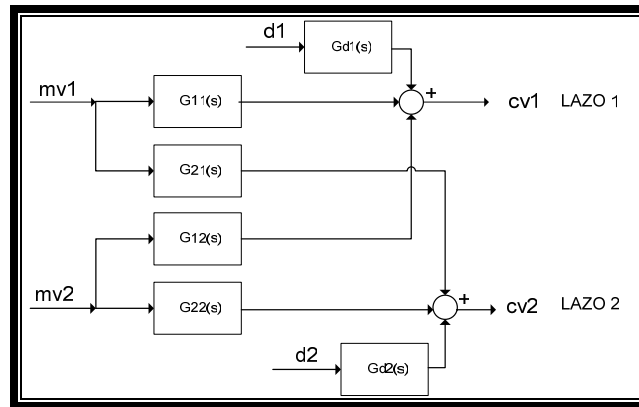 d1
Gd1(s)
mv1
G11(s)
+
cv1
LAZO 1
G21(s)
G12(s)
mv2
G22(s)
+
cv2
LAZO 2
d2
Gd2(s)